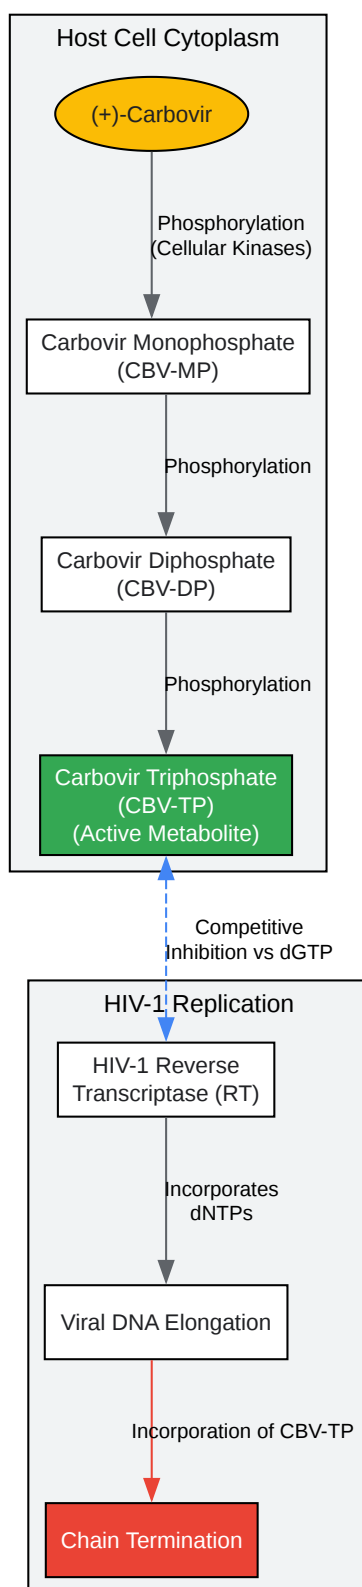 Host Cell Cytoplasm
(+)-Carbovir
Phosphorylation
(Cellular Kinases)
Carbovir Monophosphate
(CBV-MP)
Phosphorylation
Carbovir Diphosphate
(CBV-DP)
Phosphorylation
Carbovir Triphosphate
(CBV-TP)
(Active Metabolite)
Competitive
Inhibition vs dGTP
HIV-1 Replication
HIV-1 Reverse
Transcriptase (RT)
Incorporates
dNTPs
Viral DNA Elongation
Incorporation of CBV-TP
Chain Termination